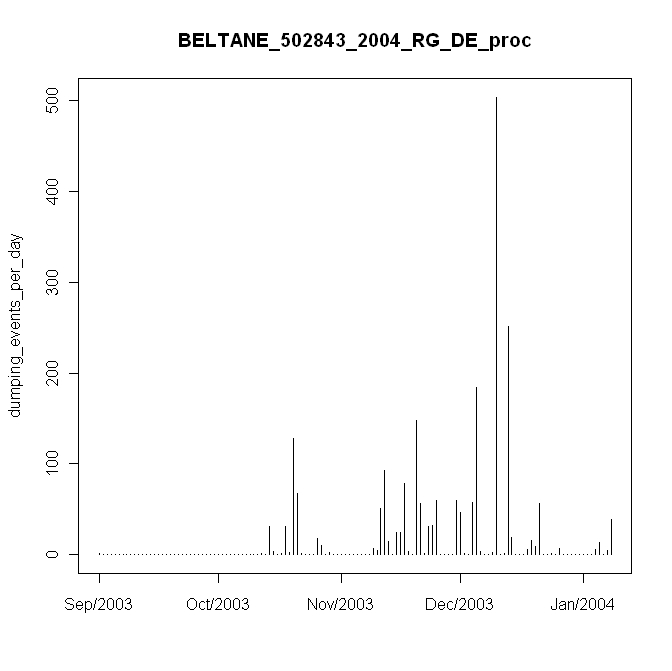 BELTANE_502843_2004_RG_DE_proc
500
400
300
200
100
0
dumping_events_per_day
Sep/2003 Oct/2003 Nov/2003 Dec/2003 Jan/2004